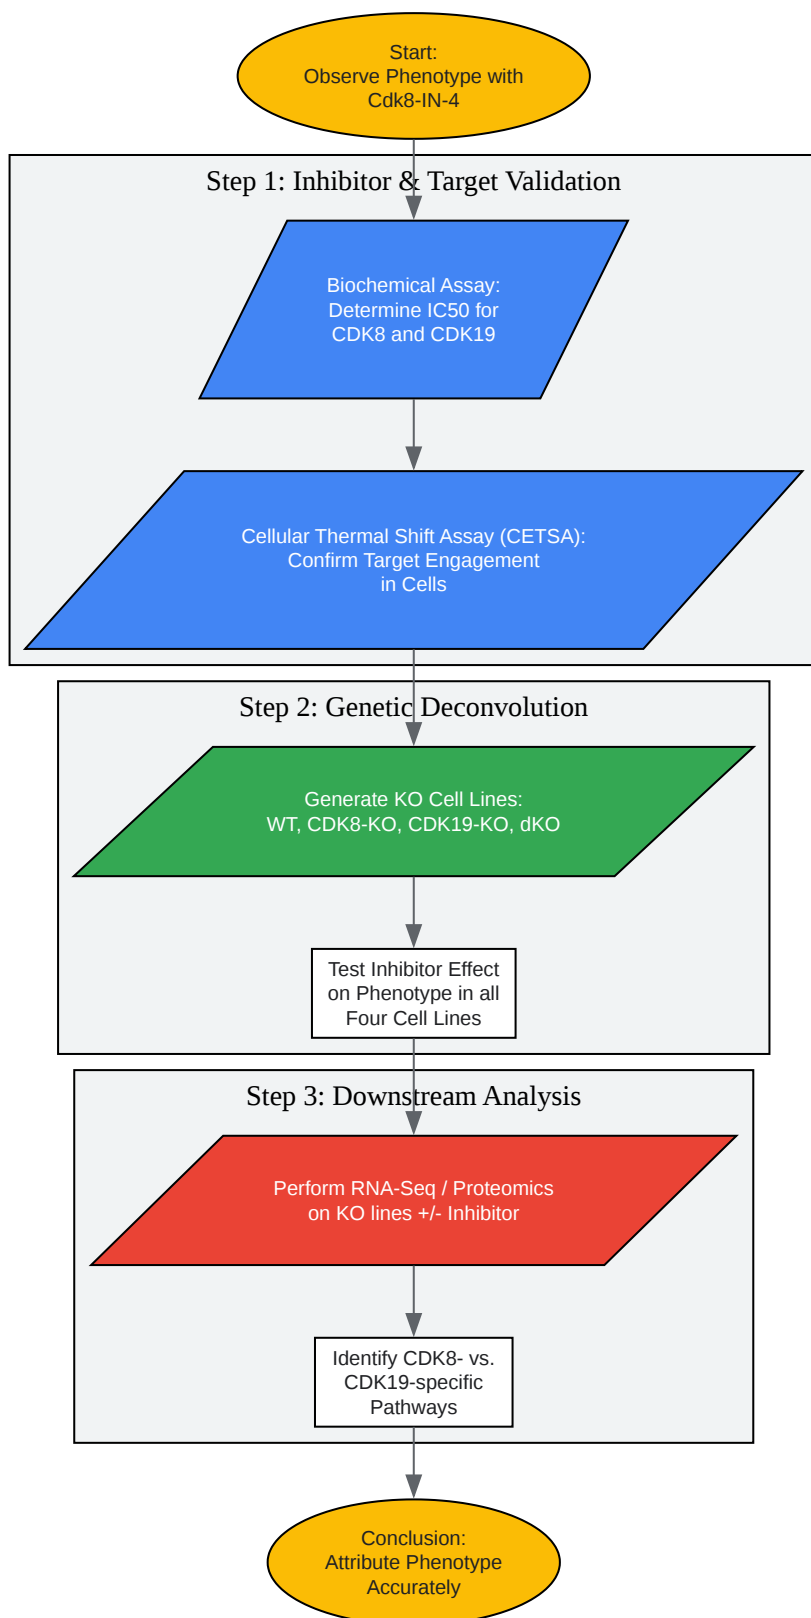 Start:
Observe Phenotype with
Cdk8-IN-4
Step 1: Inhibitor & Target Validation
Biochemical Assay:
Determine IC50 for
CDK8 and CDK19
Cellular Thermal Shift Assay (CETSA):
Confirm Target Engagement
in Cells
Step 2: Genetic Deconvolution
Generate KO Cell Lines:
WT, CDK8-KO, CDK19-KO, dKO
Test Inhibitor Effect
on Phenotype in all
Four Cell Lines
Step 3: Downstream Analysis
Perform RNA-Seq / Proteomics
on KO lines +/- Inhibitor
Identify CDK8- vs.
CDK19-specific
Pathways
Conclusion:
Attribute Phenotype
Accurately